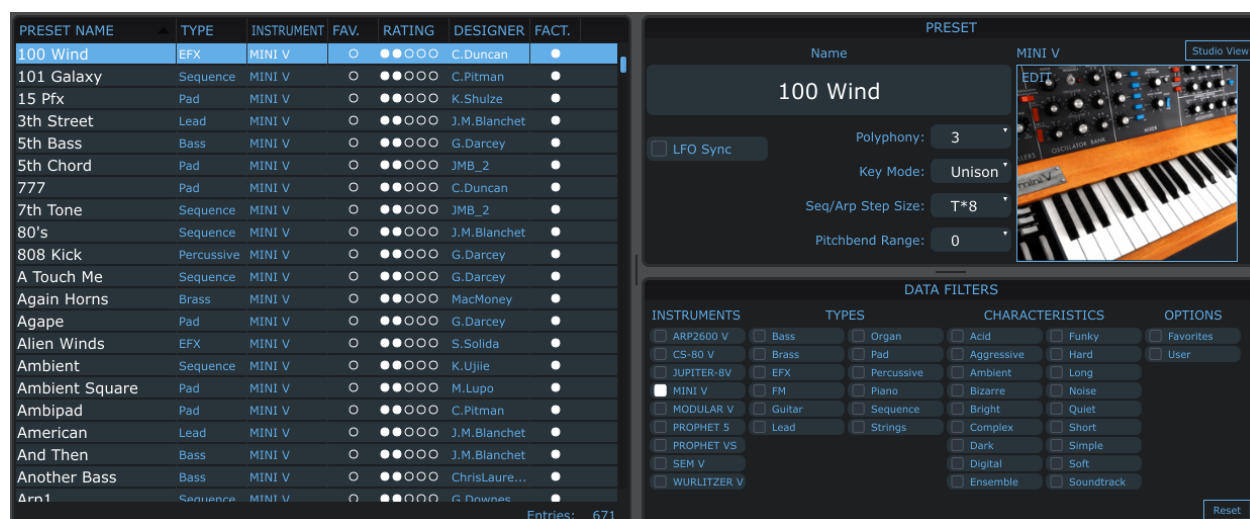 PRESET NAME TYPE INSTRUMENT FAV. RATING DESIGNER FACT.
100 Wind EFX MINI V C.Duncan
101 Galaxy Sequence MINI V C.Pitman
15 Pfx Pad MINI V K.Shulze
3th Street Lead MINI V J.M.Blanchet
5th Bass Bass MINI V G.Darcey
5th Chord Pad MINI V JMB_2
777 Pad MINI V C.Duncan
7th Tone Sequence MINI V JMB_2
80's Sequence MINI V J.M.Blanchet
808 Kick Percussive MINI V G.Darcey
A Touch Me Sequence MINI V G.Darcey
Again Horns Brass MINI V MacMoney
Agape Pad MINI V G.Darcey
Alien Winds EFX MINI V S.Solida
Ambient Sequence MINI V K.Ujiie
Ambient Square Pad MINI V M.Lupo
Ambipad Pad MINI V C.Pitman
American Lead MINI V J.M.Blanchet
And Then Bass MINI V J.M.Blanchet
Another Bass Bass MINI V ChrisLaure...
Arp1 Sequence MINI V G.Downes
Entries: 671
PRESET
Name MINI V Studio View
EDIT
100 Wind
LFO Sync
Polyphony: 3
Key Mode: Unison
Seq/Arp Step Size: T*8
Pitchbend Range: 0
OSCILLATOR BANK
MIXER
mini V
DATA FILTERS
INSTRUMENTS TYPES CHARACTERISTICS OPTIONS
ARP2600 V Bass Organ Acid Funky Favorites
CS-80 V Brass Pad Aggressive Hard User
JUPITER-8V EFX Percussive Ambient Long
MINI V FM Piano Bizarre Noise
MODULAR V Guitar Sequence Bright Quiet
PROPHET 5 Lead Strings Complex Short
PROPHET VS Dark Simple
SEM V Digital Soft
WURLITZER V Ensemble Soundtrack
Reset